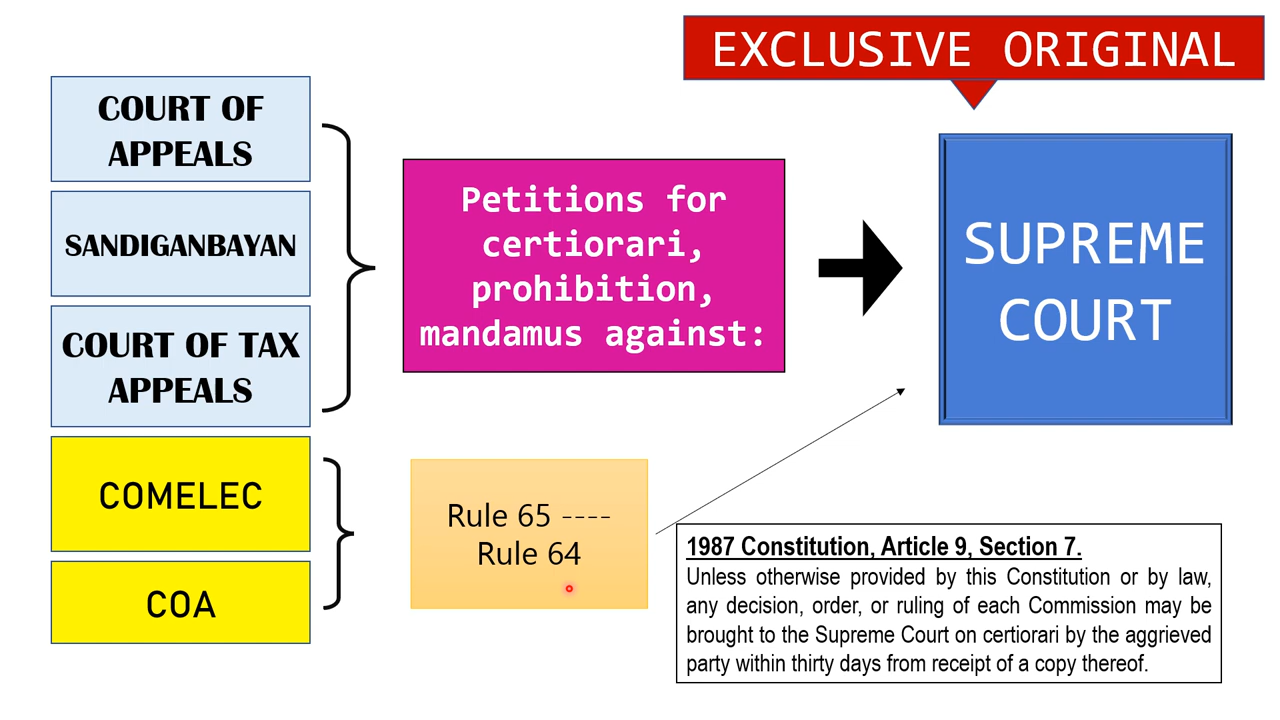 EXCLUSIVE ORIGINAL
COURT OF
APPEALS
SANDIGANBAYAN
COURT OF TAX
APPEALS
COMELEC
COA
Petitions for
certiorari,
prohibition,
mandamus against:
SUPREME
COURT
Rule 65 ----
Rule 64
1987 Constitution, Article 9, Section 7.
Unless otherwise provided by this Constitution or by law,
any decision, order, or ruling of each Commission may be
brought to the Supreme Court on certiorari by the aggrieved
party within thirty days from receipt of a copy thereof.